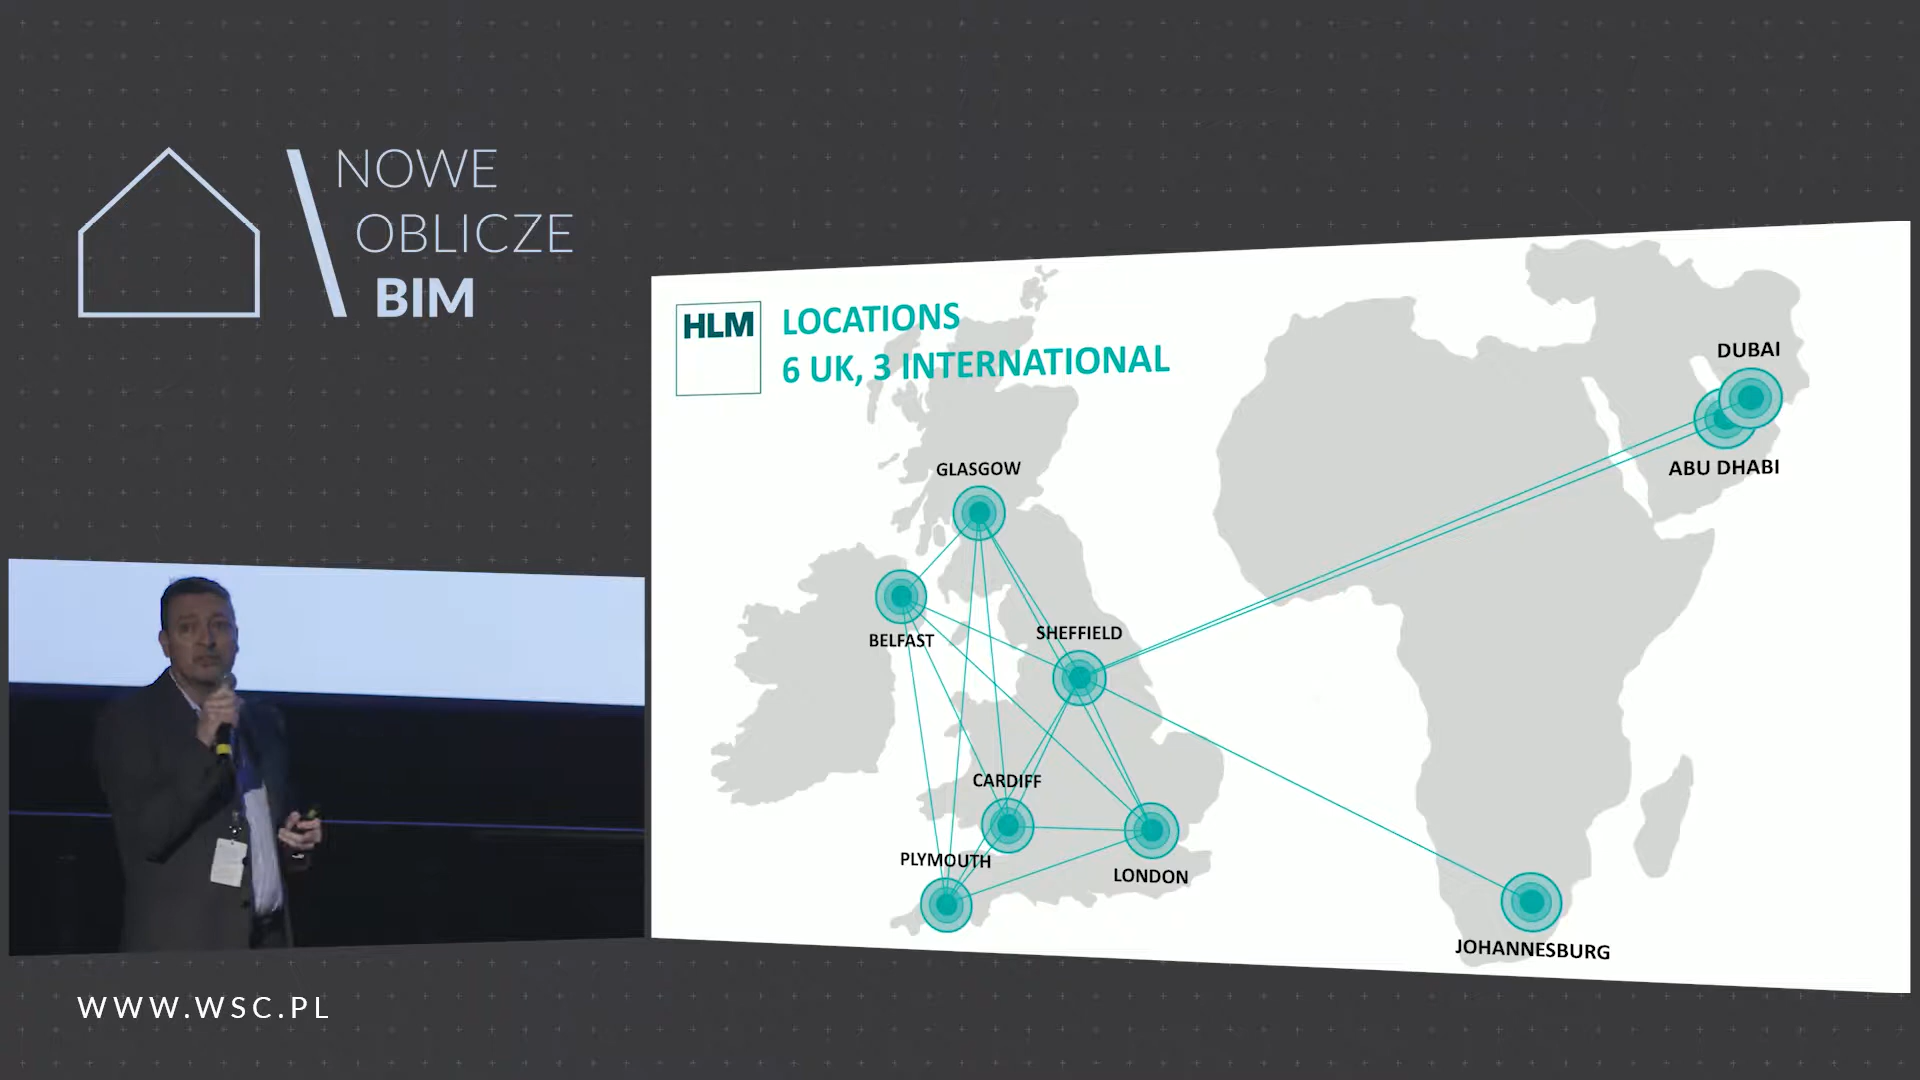 NOWE
OBLICZE
BIM
HLM
LOCATIONS
6 UK, 3 INTERNATIONAL
DUBAI
ABU DHABI
GLASGOW
BELFAST
SHEFFIELD
CARDIFF
PLYMOUTH
LONDON
JOHANNESBURG
WWW.WSC.PL